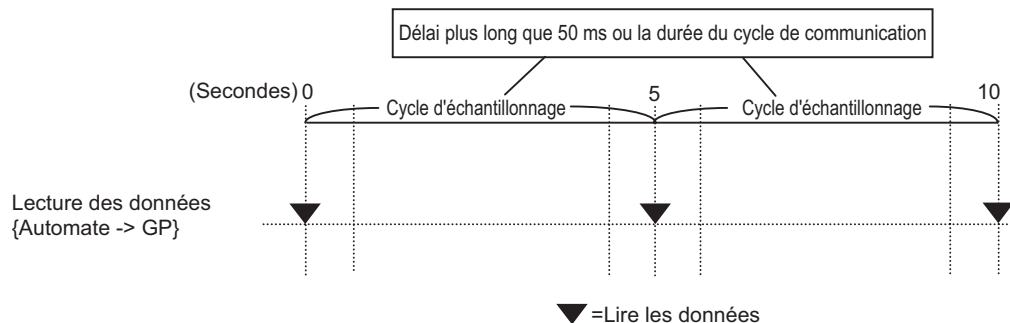 Délai plus long que 50 ms ou la durée du cycle de communication
(Secondes) 0 5 10
Cycle d'échantillonnage Cycle d'échantillonnage
Lecture des données
{Automate -> GP}
=Lire les données